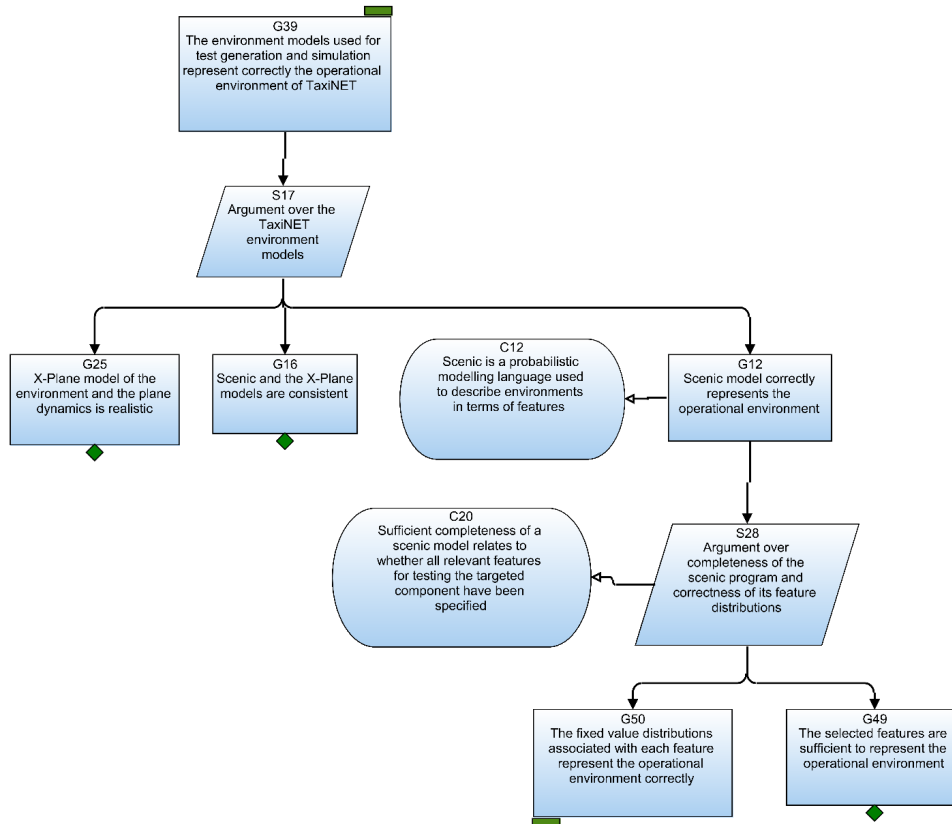 G39
The environment models used for
test generation and simulation
represent correctly the operational
environment of TaxiNET
S17
Argument over the
TaxiNET
environment
models
G25
X-Plane model of the
environment and the plane
dynamics is realistic
G16
Scenic and the X-Plane
models are consistent
C12
Scenic is a probabilistic
modelling language used
to describe environments
in terms of features
G12
Scenic model correctly
represents the
operational environment
C20
Sufficient completeness of a
scenic model relates to
whether all relevant features
for testing the targeted
component have been
specified
S28
Argument over
completeness of the
scenic program and
correctness of its feature
distributions
G50
The fixed value distributions
associated with each feature
represent the operational
environment correctly
G49
The selected features are
sufficient to represent the
operational environment